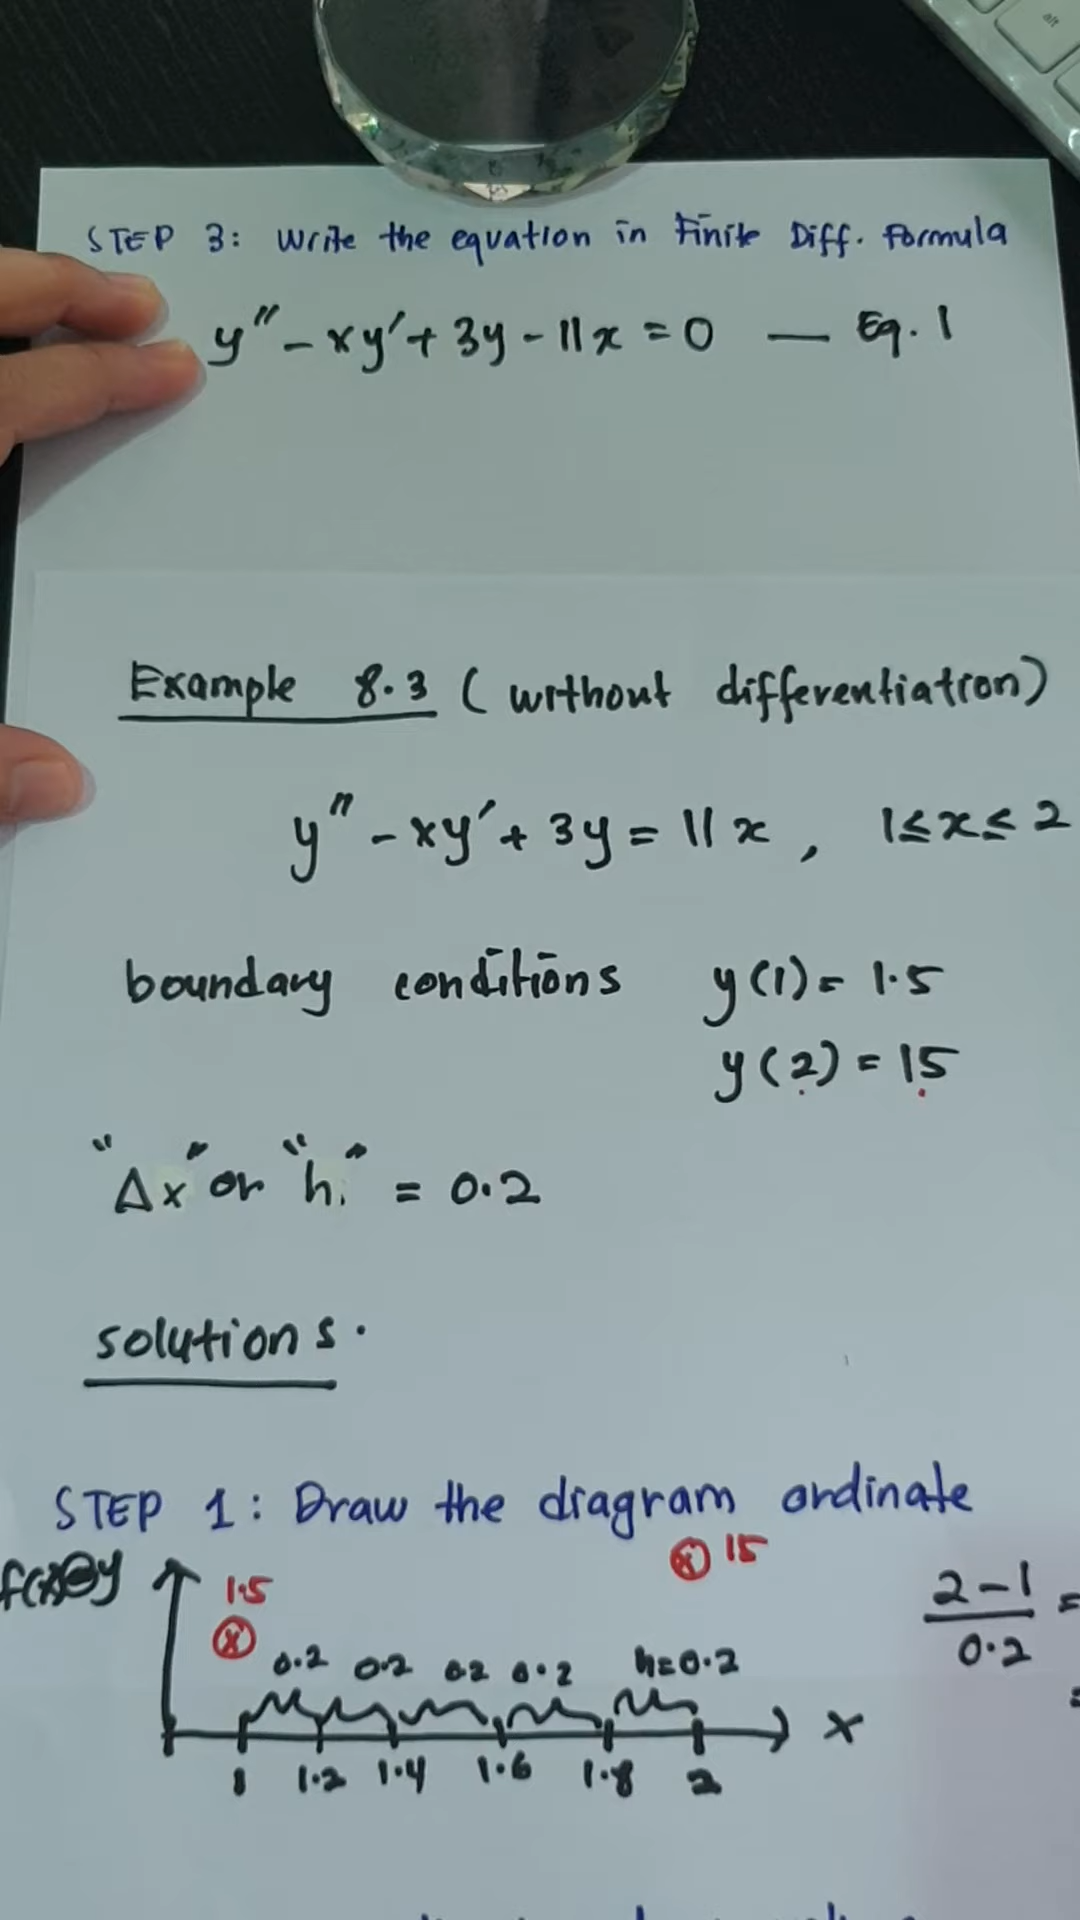 alt
STEP 3: Write the equation in Finite Diff. Formula
y" - xy' + 3y - 11x = 0 — Eq. 1
Example 8.3 (without differentiation)
y" - xy' + 3y = 11x , 1 ≤ x ≤ 2
boundary conditions y(1) = 1.5
y(2) = 15
"Δx" or "h" = 0.2
solutions.
STEP 1: Draw the diagram ordinate
y 1.5 ⓧ 15 2-1 =
ⓧ 0.2 0.2 0.2 0.2 h=0.2 0.2 =
x
1 1.2 1.4 1.6 1.8 2